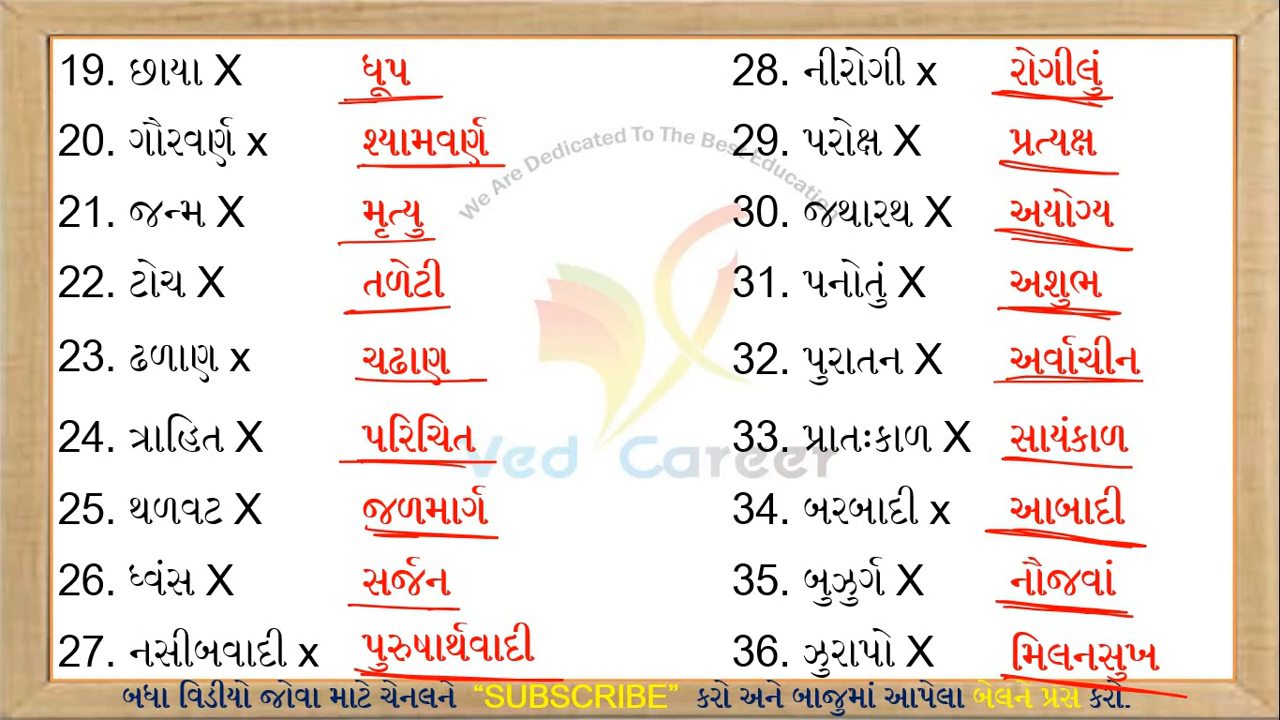 19. છાયા X ધૂપ
20. ગૌરવર્ણ x શ્યામવર્ણ
21. જન્મ X મૃત્યુ
22. ટોચ X તળેટી
23. ઢળાણ x ચઢાણ
24. ત્રાહિત X પરિચિત
25. થળવટ X જળમાર્ગ
26. ધ્વંસ X સર્જન
27. નસીબવાદી x પુરુષાર્થવાદી
28. નીરોગી x રોગીલું
29. પરોક્ષ X પ્રત્યક્ષ
30. જથારથ X અયોગ્ય
31. પનોતું X અશુભ
32. પુરાતન X અર્વાચીન
33. પ્રાતઃકાળ X સાયંકાળ
34. બરબાદી x આબાદી
35. બુઝુર્ગ X નૌજવાં
36. ઝુરાપો X મિલનસુખ
We Are Dedicated To The Best Education
Ved Career
બધા વિડીયો જોવા માટે ચેનલને “SUBSCRIBE” કરો અને બાજુમાં આપેલા બેલને પ્રેસ કરો.